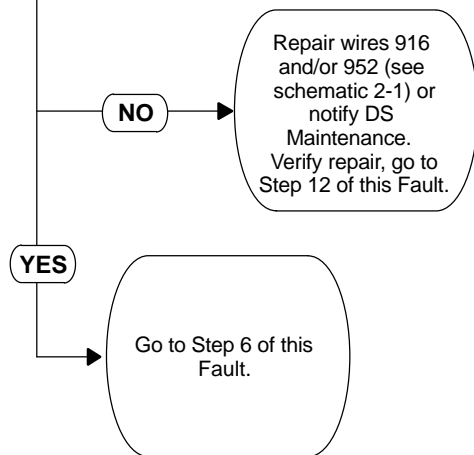 NO
Repair wires 916
and/or 952 (see
schematic 2-1) or
notify DS
Maintenance.
Verify repair, go to
Step 12 of this Fault.
YES
Go to Step 6 of this
Fault.